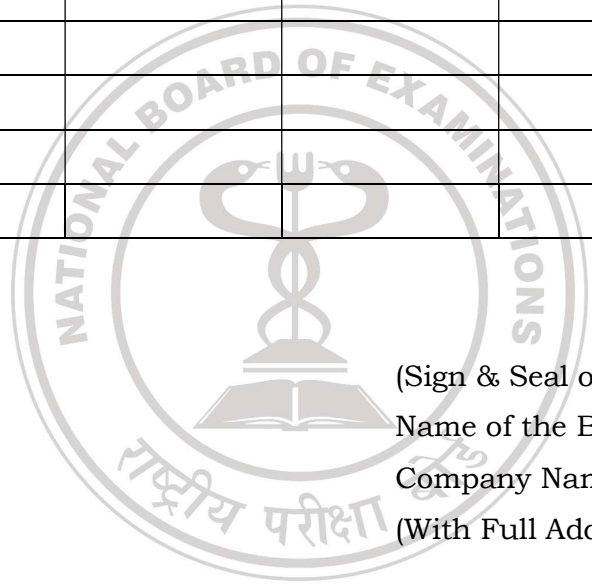 NATIONAL BOARD OF EXAMINATIONS
(Sign & Seal o
Name of the B
Company Nam
(With Full Add
राष्ट्रीय परीक्षा बोर्ड